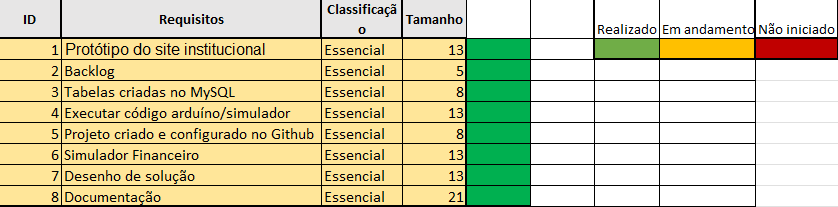 ID Requisitos Classificaçã
o Tamanho Realizado Em andamento Não iniciado
1 Protótipo do site institucional Essencial 13
2 Backlog Essencial 5
3 Tabelas criadas no MySQL Essencial 8
4 Executar código arduíno/simulador Essencial 13
5 Projeto criado e configurado no Github Essencial 8
6 Simulador Financeiro Essencial 13
7 Desenho de solução Essencial 13
8 Documentação Essencial 21